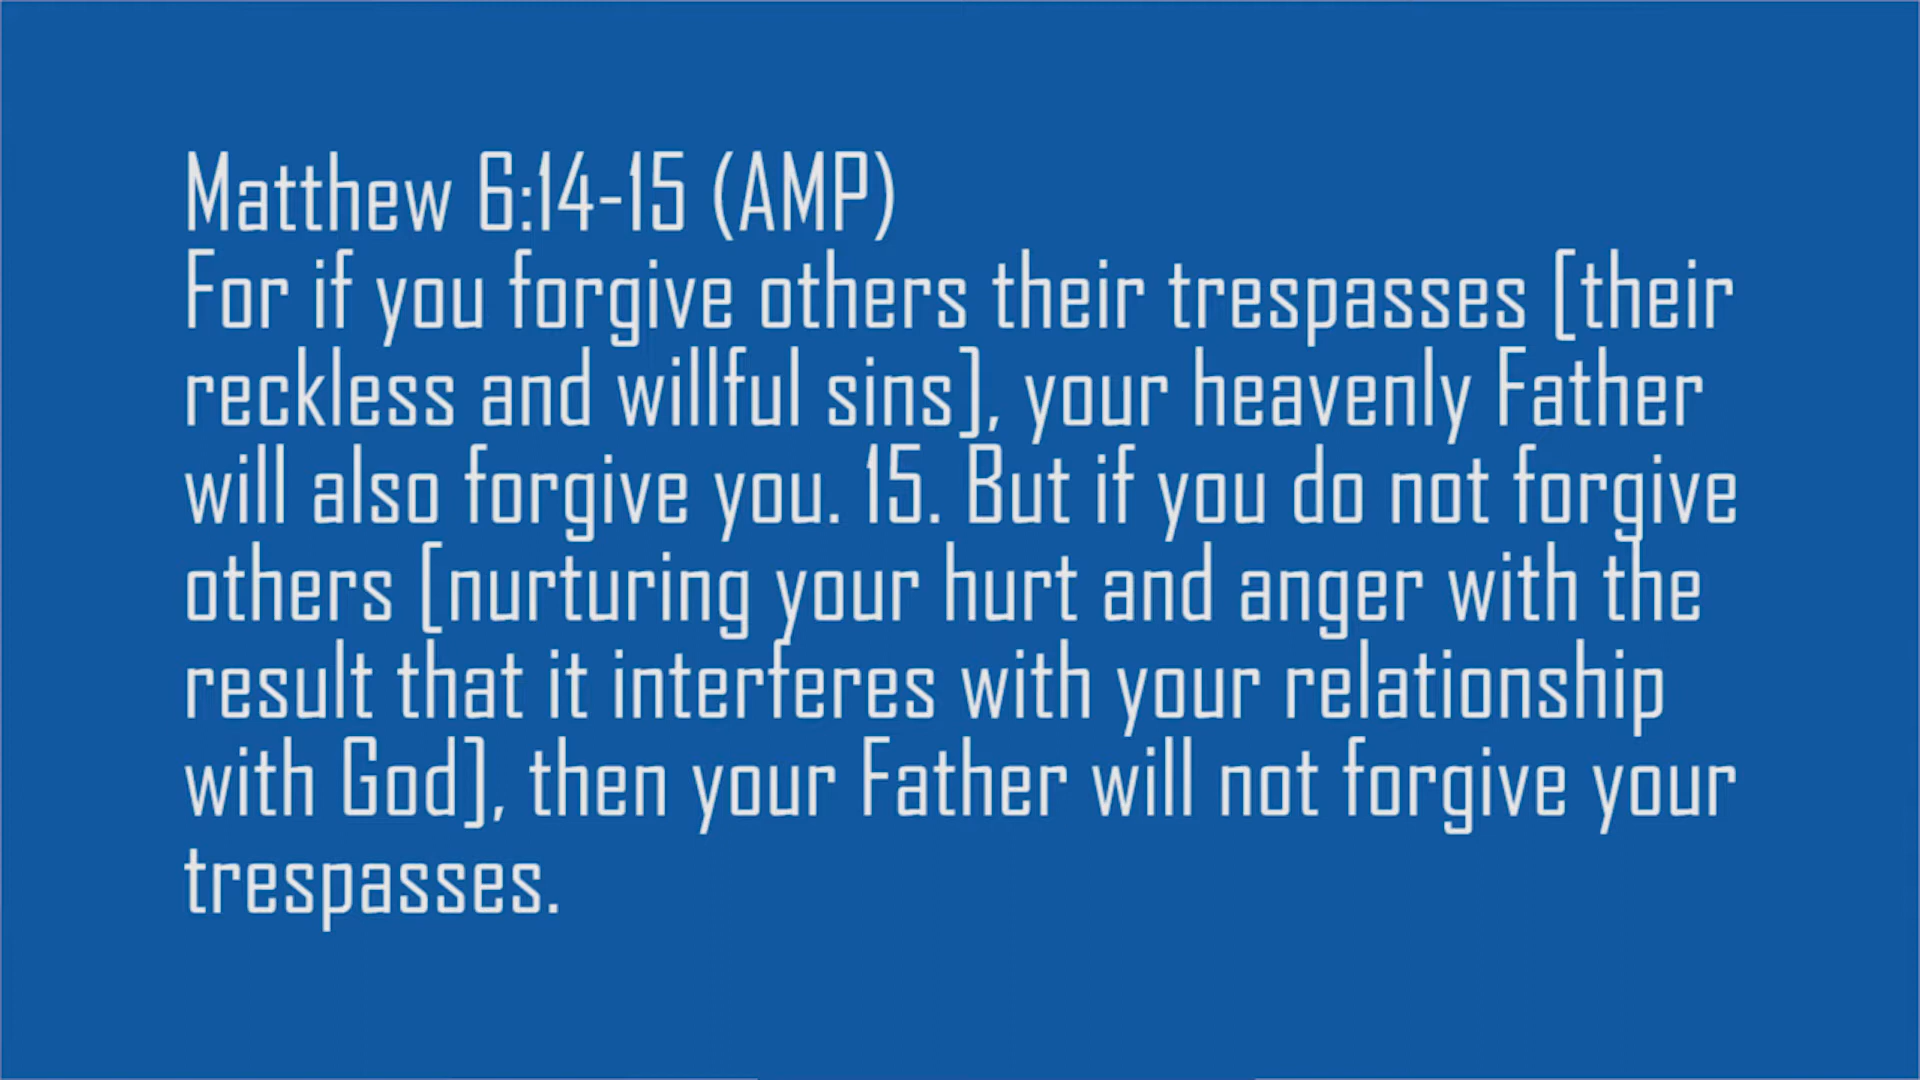 Matthew 6:14-15 (AMP)
For if you forgive others their trespasses [their
reckless and willful sins], your heavenly Father
will also forgive you. 15. But if you do not forgive
others [nurturing your hurt and anger with the
result that it interferes with your relationship
with God], then your Father will not forgive your
trespasses.